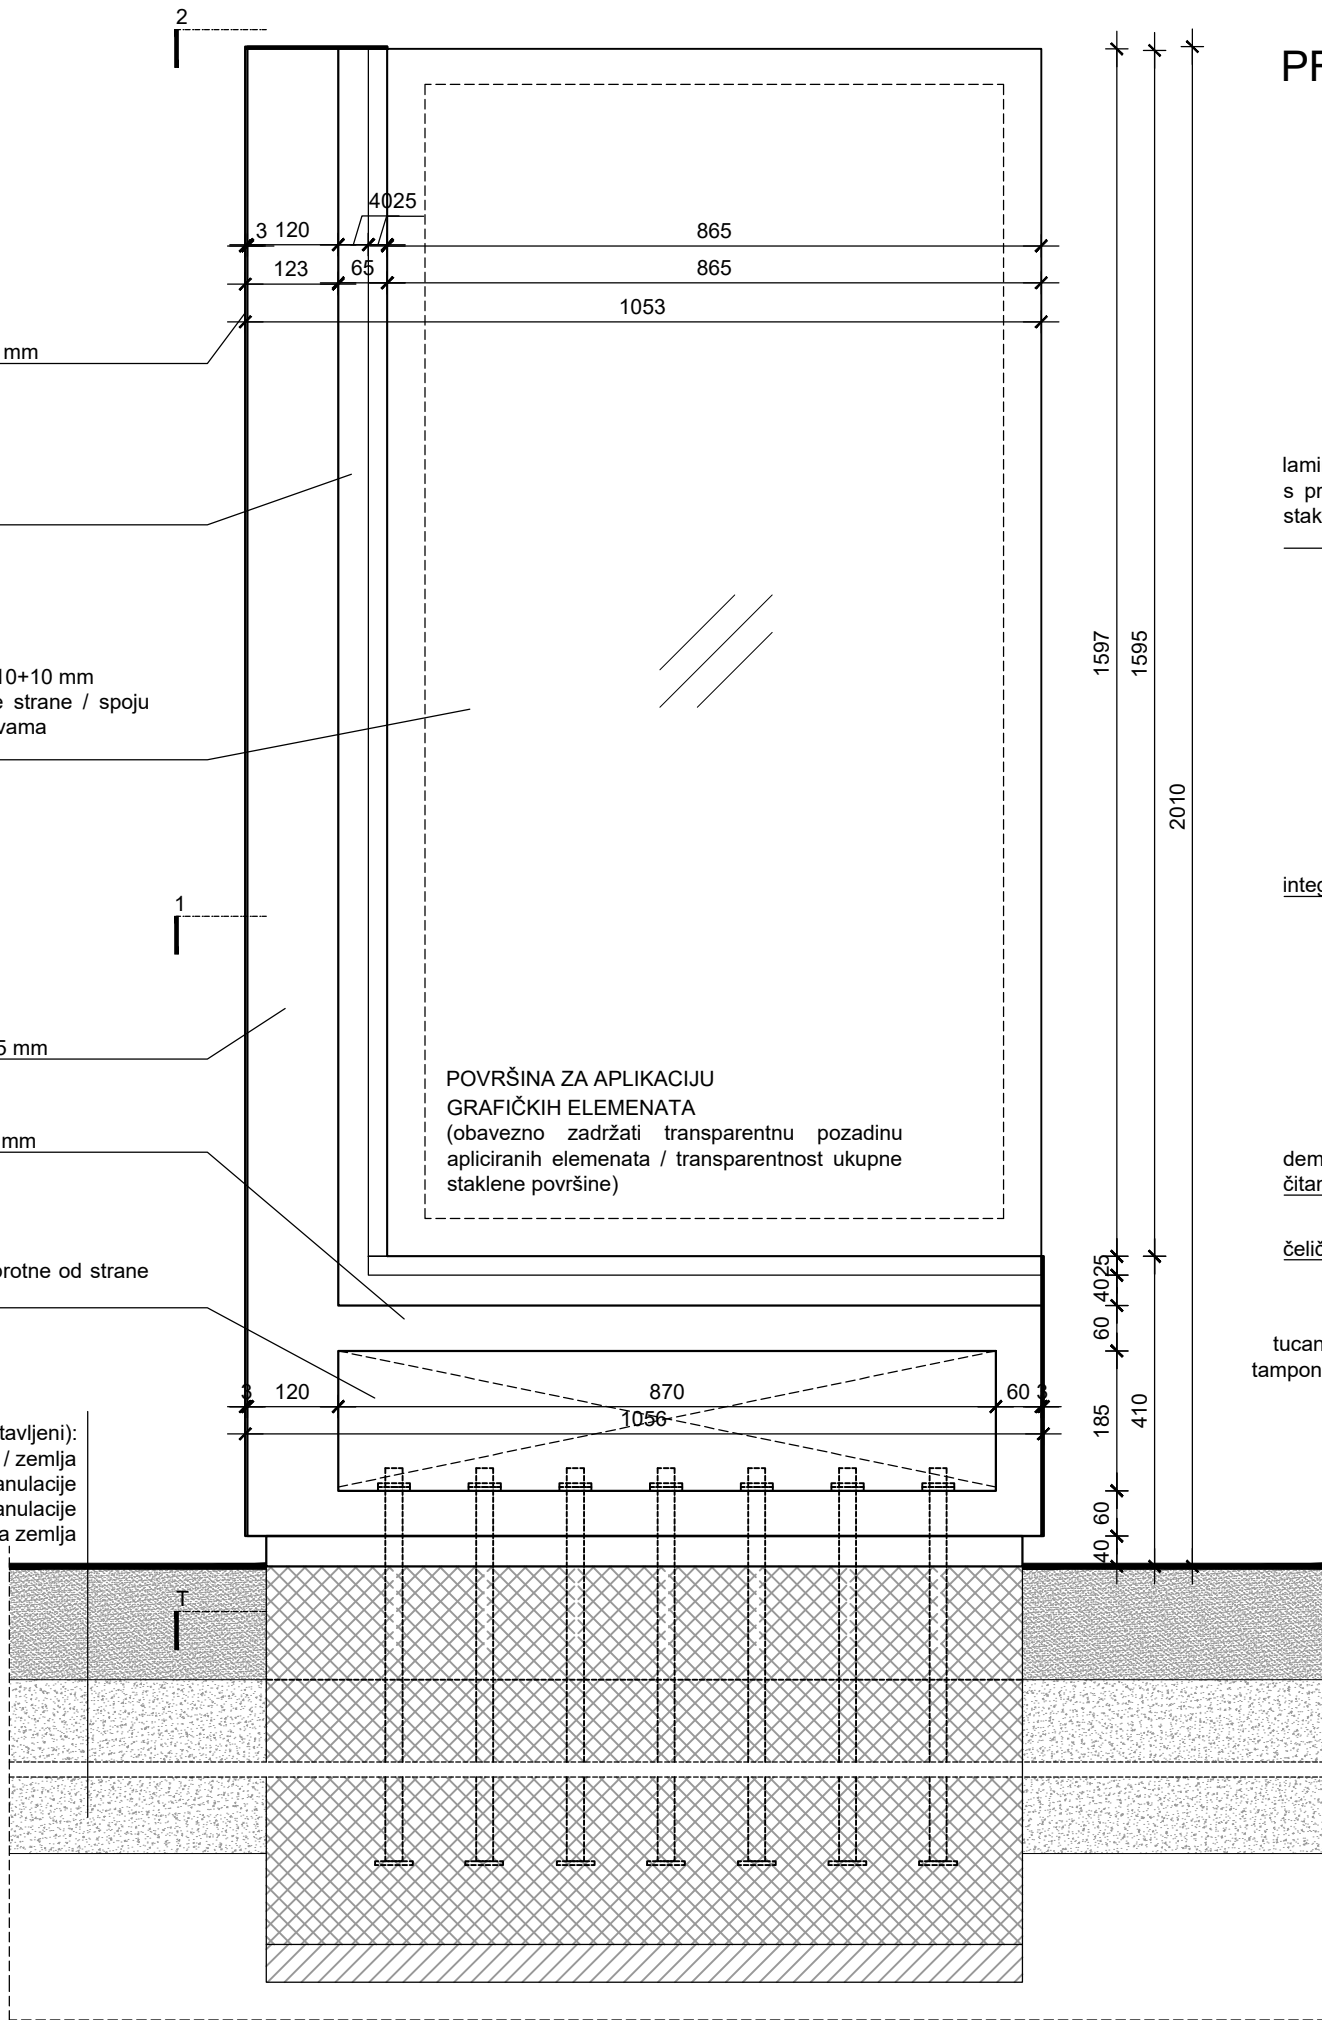 2
PF
4025
3 120
865
123
65
865
1053
mm
lami
s pr
stak
1597
1595
10+10 mm
e strane / spoju
vama
2010
integ
1
5 mm
POVRŠINA ZA APLIKACIJU
GRAFIČKIH ELEMENATA
(obavezno zadržati transparentnu pozadinu
apliciranih elemenata / transparentnost ukupne
staklene površine)
mm
dem
čitar
čelič
protne od strane
4025
60
tucan
tampon
3 120
870
60 3
1056
185
410
tavljeni):
/ zemlja
anulacije
anulacije
a zemlja
60
40
T